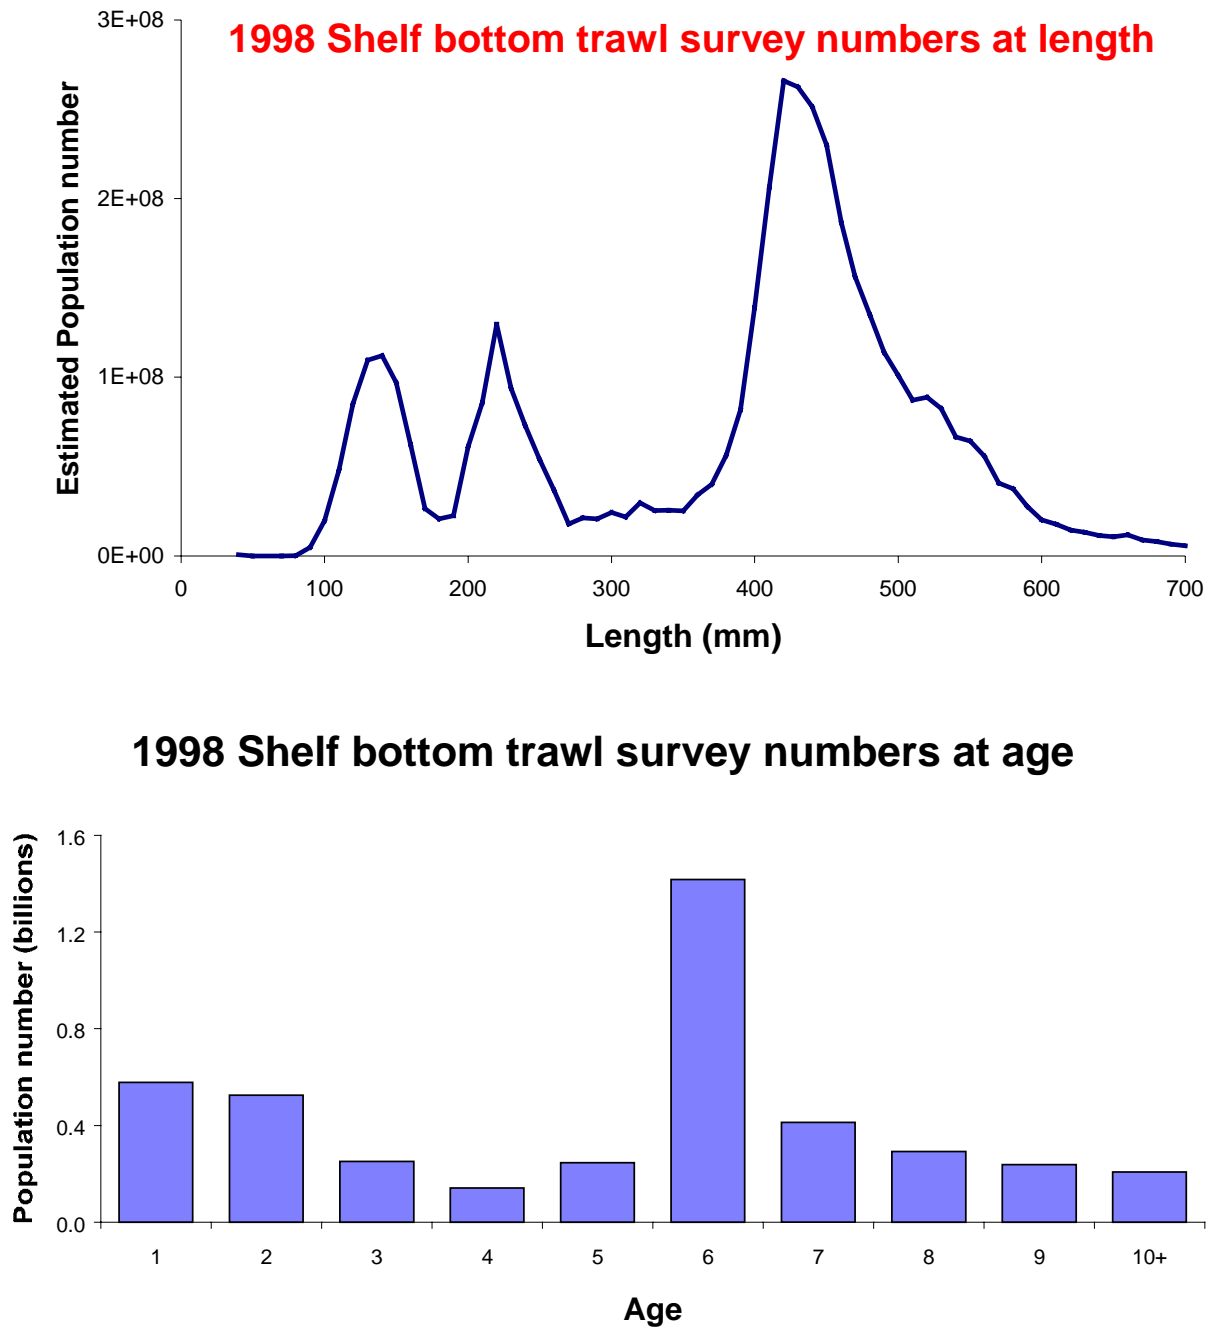 1998 Shelf bottom trawl survey numbers at length
Estimated Population number
3E+08
2E+08
1E+08
0E+00
0 100 200 300 400 500 600 700
Length (mm)
1998 Shelf bottom trawl survey numbers at age
Population number (billions)
1.6
1.2
0.8
0.4
0.0
1 2 3 4 5 6 7 8 9 10+
Age